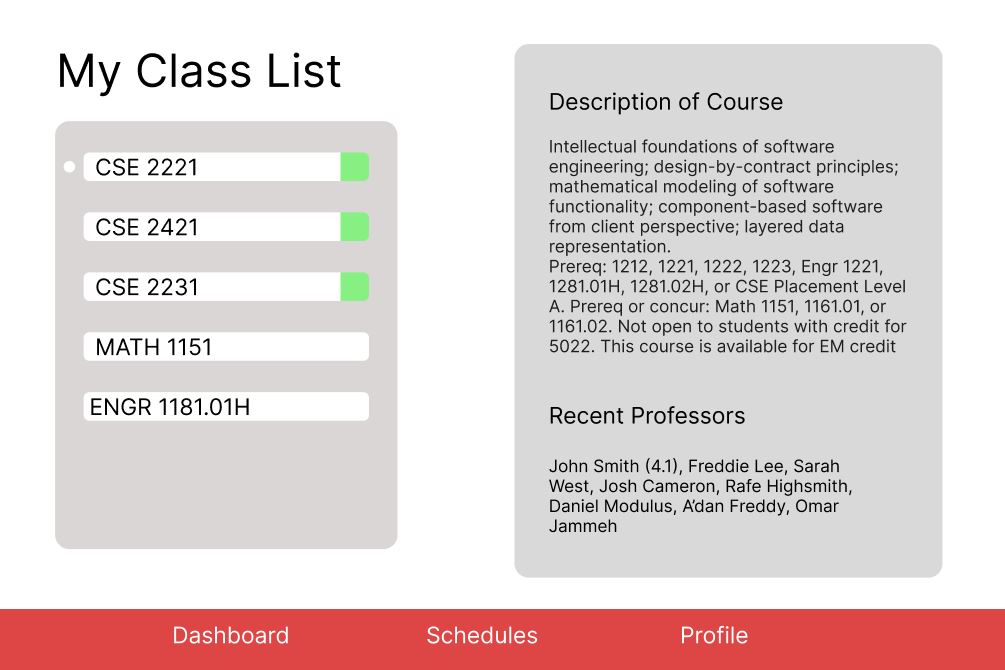 My Class List
CSE 2221
CSE 2421
CSE 2231
MATH 1151
ENGR 1181.01H
Description of Course
Intellectual foundations of software
engineering; design-by-contract principles;
mathematical modeling of software
functionality; component-based software
from client perspective; layered data
representation.
Prereq: 1212, 1221, 1222, 1223, Engr 1221,
1281.01H, 1281.02H, or CSE Placement Level
A. Prereq or concur: Math 1151, 1161.01, or
1161.02. Not open to students with credit for
5022. This course is available for EM credit
Recent Professors
John Smith (4.1), Freddie Lee, Sarah
West, Josh Cameron, Rafe Highsmith,
Daniel Modulus, A’dan Freddy, Omar
Jammeh
Dashboard
Schedules
Profile